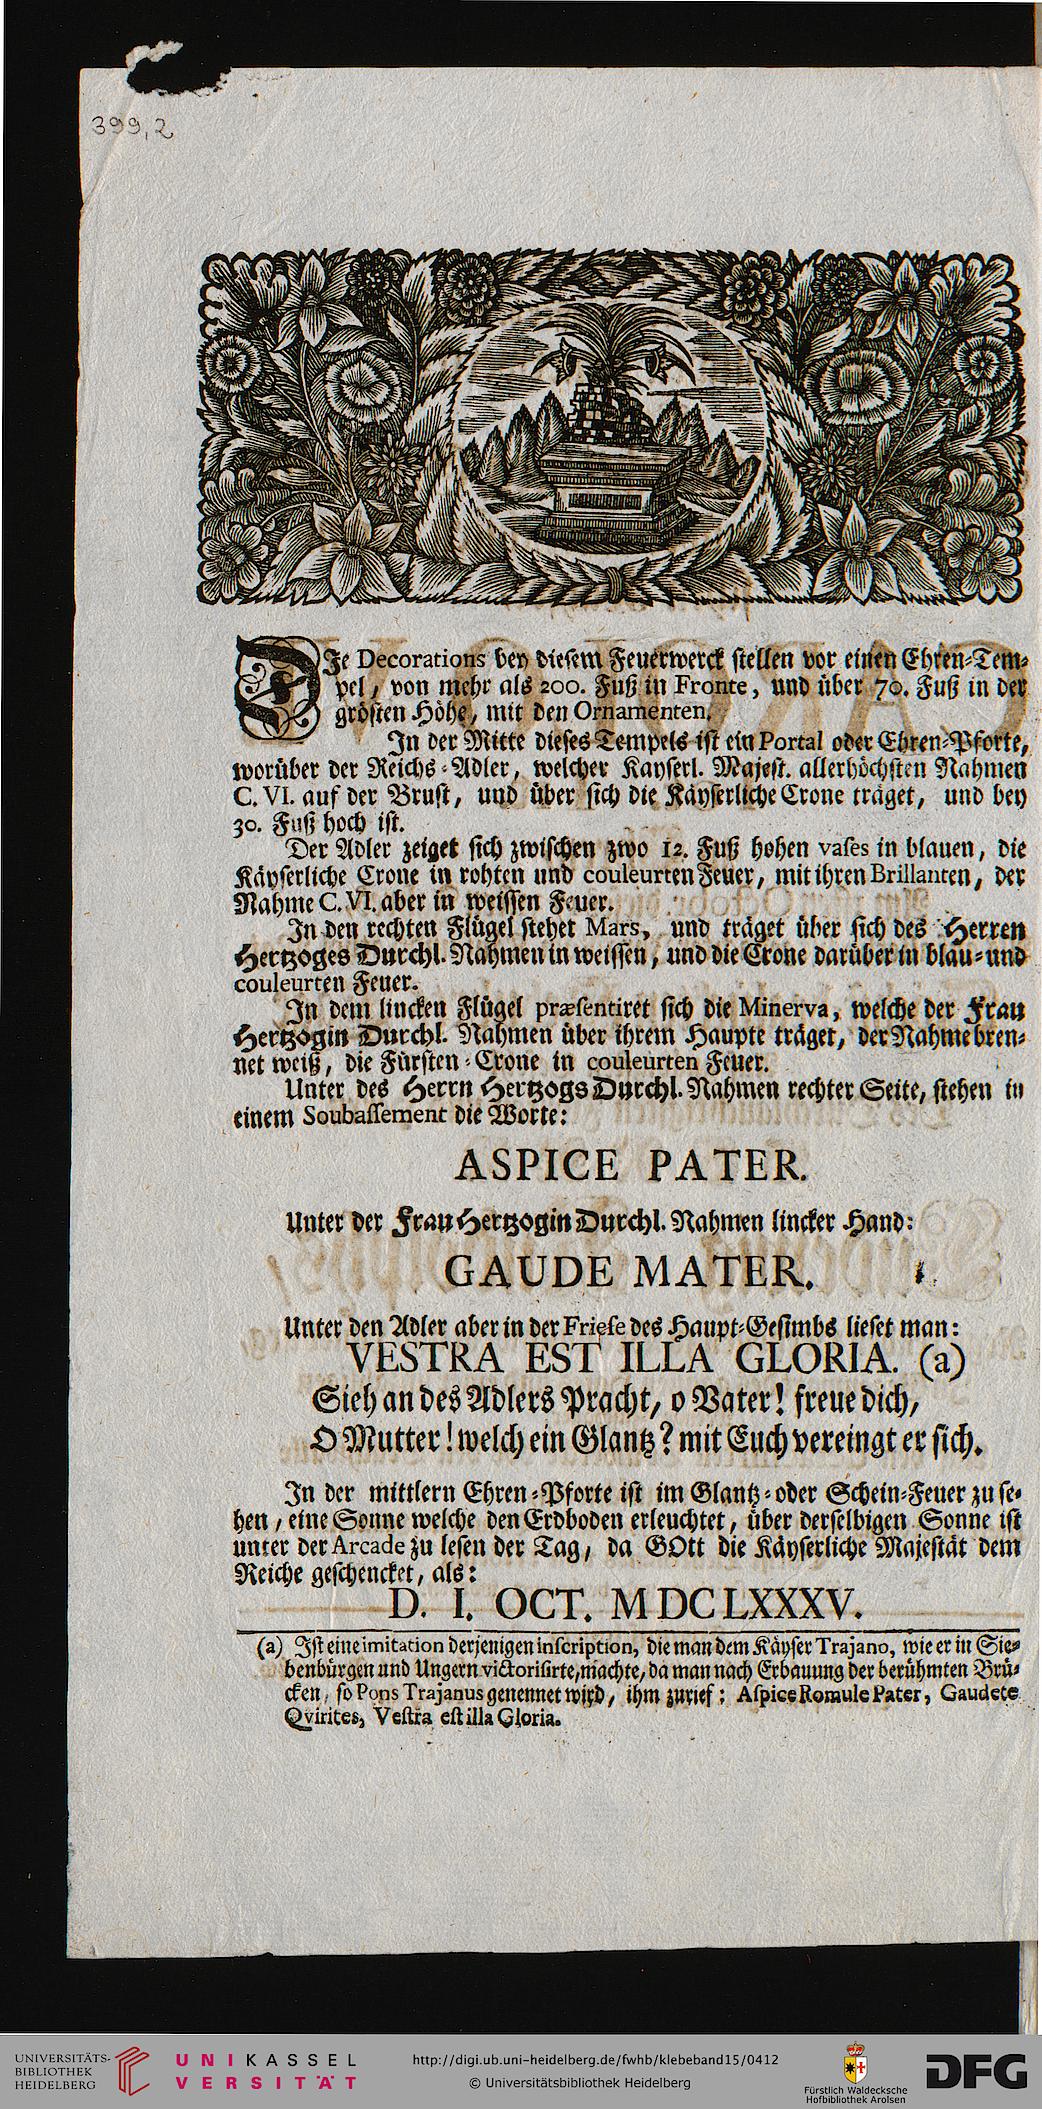 399,2
DJe Decorations bey diesem Feuerwerck stellen vor einen Ehren-Tem-
pel, von mehr als 200. Fuß in Fronte, und über 70. Fuß in der
grösten Höhe, mit den Ornamenten.
In der Mitte dieses Tempels ist ein Portal oder Ehren-Pforte,
worüber der Reichs-Adler, welcher Kayserl. Majest. allerhöchsten Nahmen
C. VI. auf der Brust, und über sich die Käyserliche Crone träget, und bey
30. Fuß hoch ist.
Der Adler zeiget sich zwischen zwo 12. Fuß hohen vases in blauen, die
Käyserliche Crone in rohten und couleurten Feuer, mit ihren Brillanten, der
Nahme C. VI. aber in weissen Feuer.
In den rechten Flügel stehet Mars, und träget über sich des Herren
Hertzoges Durchl. Nahmen in weissen, und die Crone darüber in blau-und
couleurten Feuer.
In dem lincken Flügel præsentiret sich die Minerva, welche der Frau
Hertzogin Durchl. Nahmen über ihrem Haupte träget, der Nahme bren-
net weiß, die Fürsten-Crone in couleurten Feuer.
Unter des Herrn Hertzogs Durchl. Nahmen rechter Seite, stehen in
einem Soubassement die Worte:
ASPICE PATER.
Unter der Frau Hertzogin Durchl. Nahmen lincker Hand:
GAUDE MATER.
Unter den Adler aber in der Friese des Haupt-Gesimbs lieset man:
VESTRA EST ILLA GLORIA. (a)
Sieh an des Adlers Pracht, o Vater! freue dich,
O Mutter! welch ein Glantz? mit Euch vereingt er sich.
In der mittlern Ehren-Pforte ist im Glantz-oder Schein-Feuer zu se-
hen, eine Sonne welche den Erdboden erleuchtet, über derselbigen Sonne ist
unter der Arcade zu lesen der Tag, da GOtt die Käyserliche Majestät dem
Reiche geschencket, als:
D. I. OCT. MDCLXXXV.
(a) Ist eine imitation derjenigen inscription, die man dem Käyser Trajano, wie er in Sie-
benbürgen und Ungern victorisirte, machte, da man nach Erbauung der berühmten Brü-
cken, so Pons Trajanus genennet wird, ihm zurief: Aspice Romule Pater, Gaudete
Qvirites, Vestra est illa Gloria.
UNIVERSITÄTS-
BIBLIOTHEK
HEIDELBERG
UNIKASSEL
VERSITÄT
http://digi.ub.uni-heidelberg.de/fwhb/klebeband15/0412
© Universitätsbibliothek Heidelberg
Fürstlich Waldecksche
Hofbibliothek Arolsen
DFG